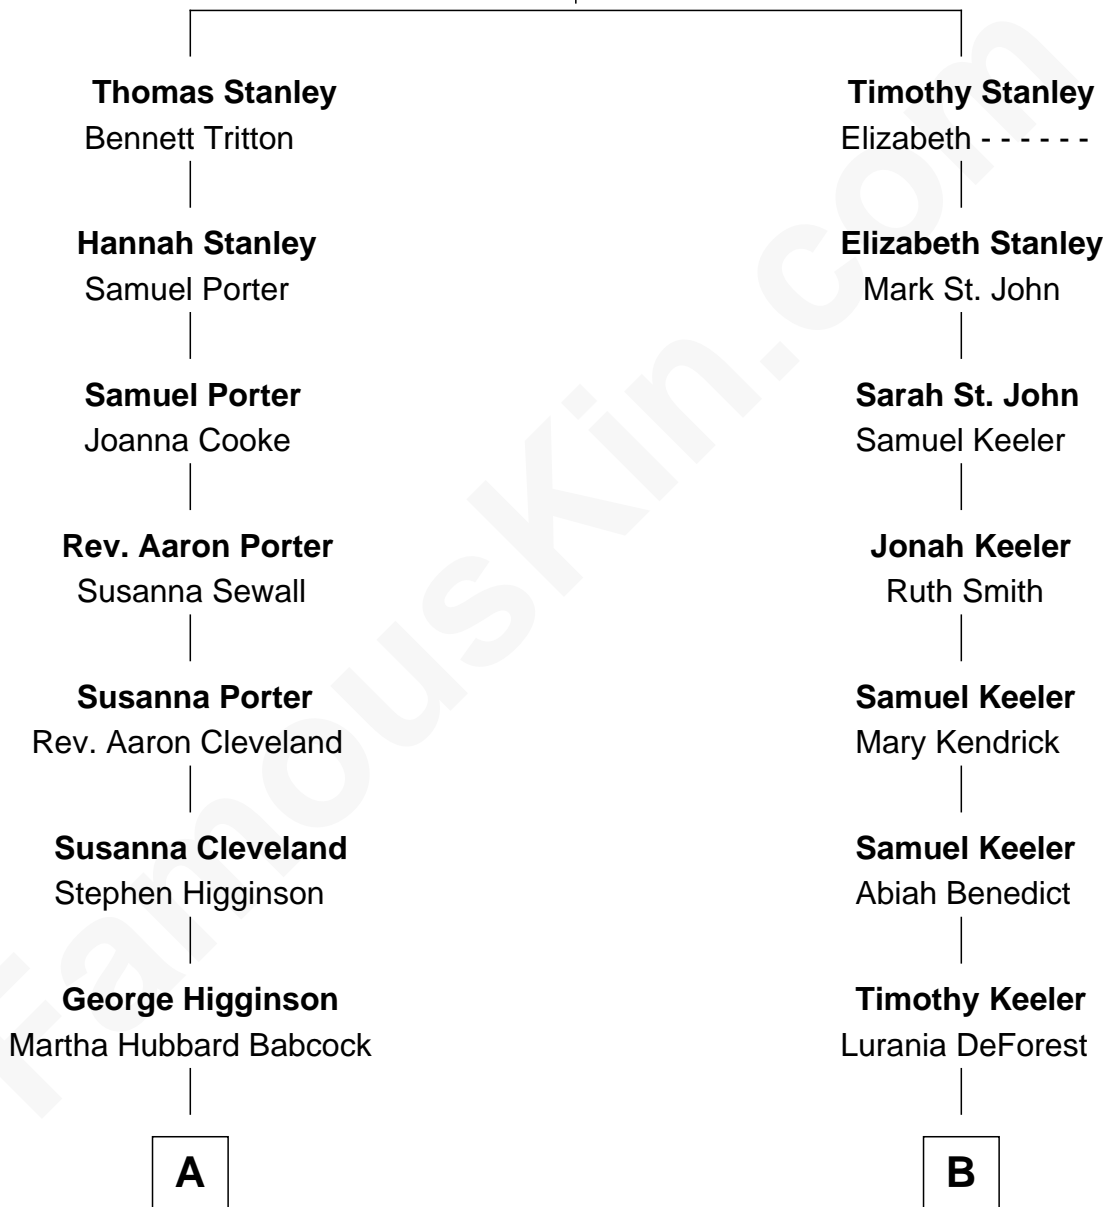 Thomas Stanley
Bennett Tritton
Hannah Stanley
Samuel Porter
Samuel Porter
Joanna Cooke
Rev. Aaron Porter
Susanna Sewall
Susanna Porter
Rev. Aaron Cleveland
Susanna Cleveland
Stephen Higginson
George Higginson
Martha Hubbard Babcock
A
Timothy Stanley
Elizabeth - - - - - -
Elizabeth Stanley
Mark St. John
Sarah St. John
Samuel Keeler
Jonah Keeler
Ruth Smith
Samuel Keeler
Mary Kendrick
Samuel Keeler
Abiah Benedict
Timothy Keeler
Lurania DeForest
B
FamousKin.com